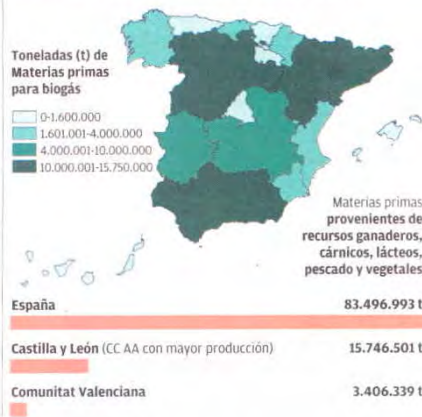 Toneladas (t) de
Materias primas
para biogás
0-1.600.000
1.601.001-4.000.000
4.000.001-10.000.000
10.000.001-15.750.000
Materias primas
provenientes de
recursos ganaderos,
cárnicos, lácteos,
pescado y vegetales
España 83.496.993 t
Castilla y León (CC AA con mayor producción) 15.746.501 t
Comunitat Valenciana 3.406.339 t